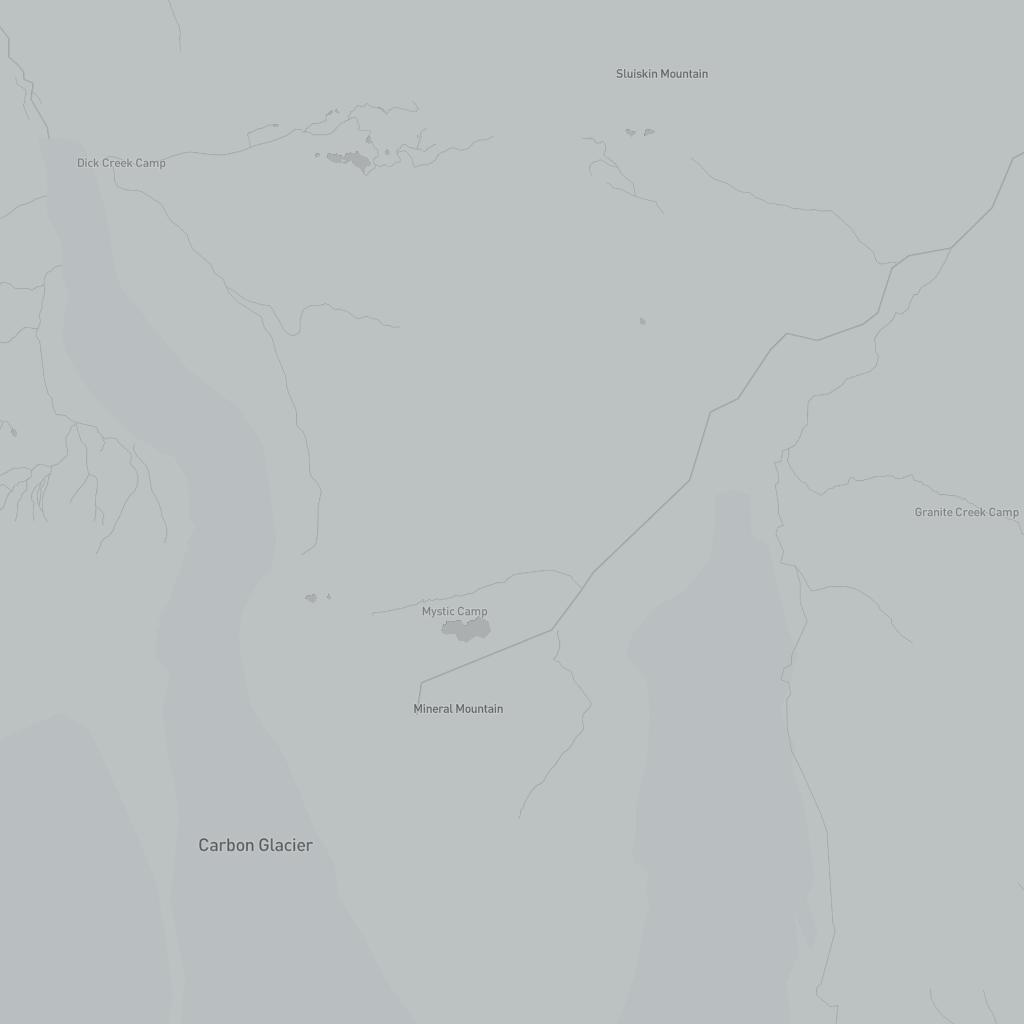 Sluiskin Mountain
Dick Creek Camp
Granite Creek Camp
Mystic Camp
Mineral Mountain
Carbon Glacier